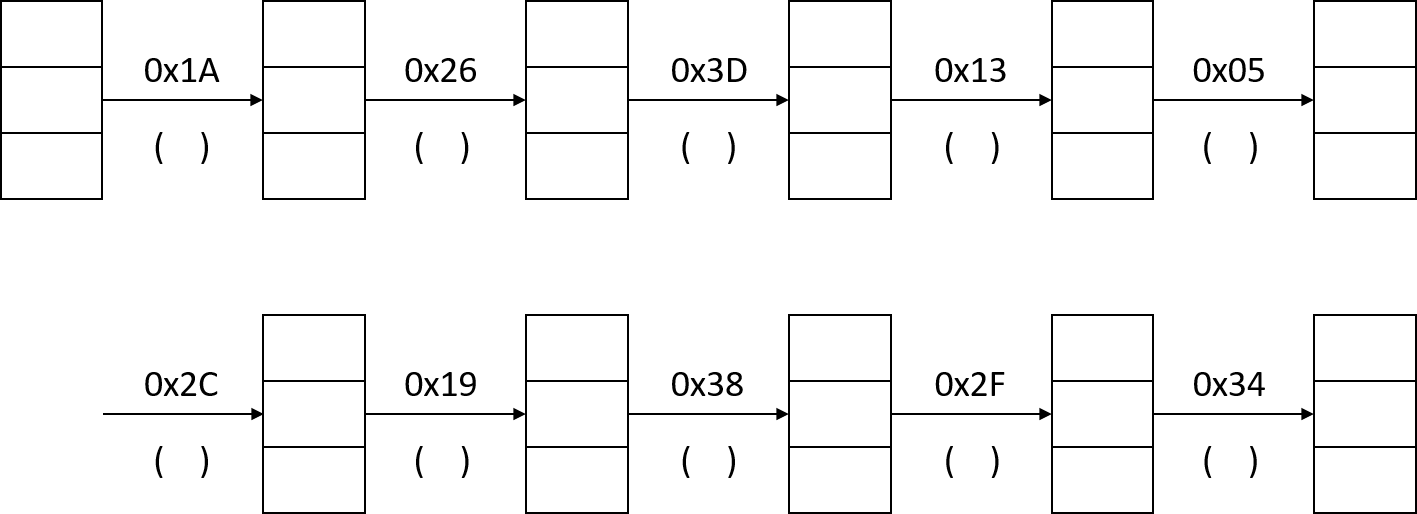 0x1A 0x26 0x3D 0x13 0x05
( ) ( ) ( ) ( ) ( )
0x2C 0x19 0x38 0x2F 0x34
( ) ( ) ( ) ( ) ( )